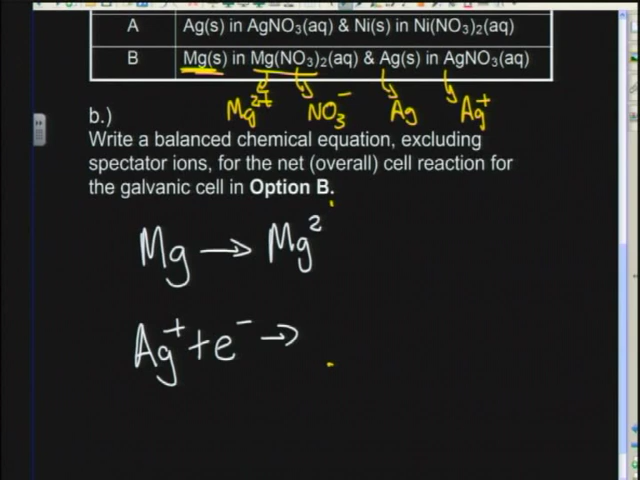 A Ag(s) in AgNO₃(aq) & Ni(s) in Ni(NO₃)₂(aq)
B Mg(s) in Mg(NO₃)₂(aq) & Ag(s) in AgNO₃(aq)
Mg²⁺ NO₃⁻ Ag Ag⁺
b.)
Write a balanced chemical equation, excluding
spectator ions, for the net (overall) cell reaction for
the galvanic cell in Option B.
Mg → Mg²
Ag⁺ + e⁻ →